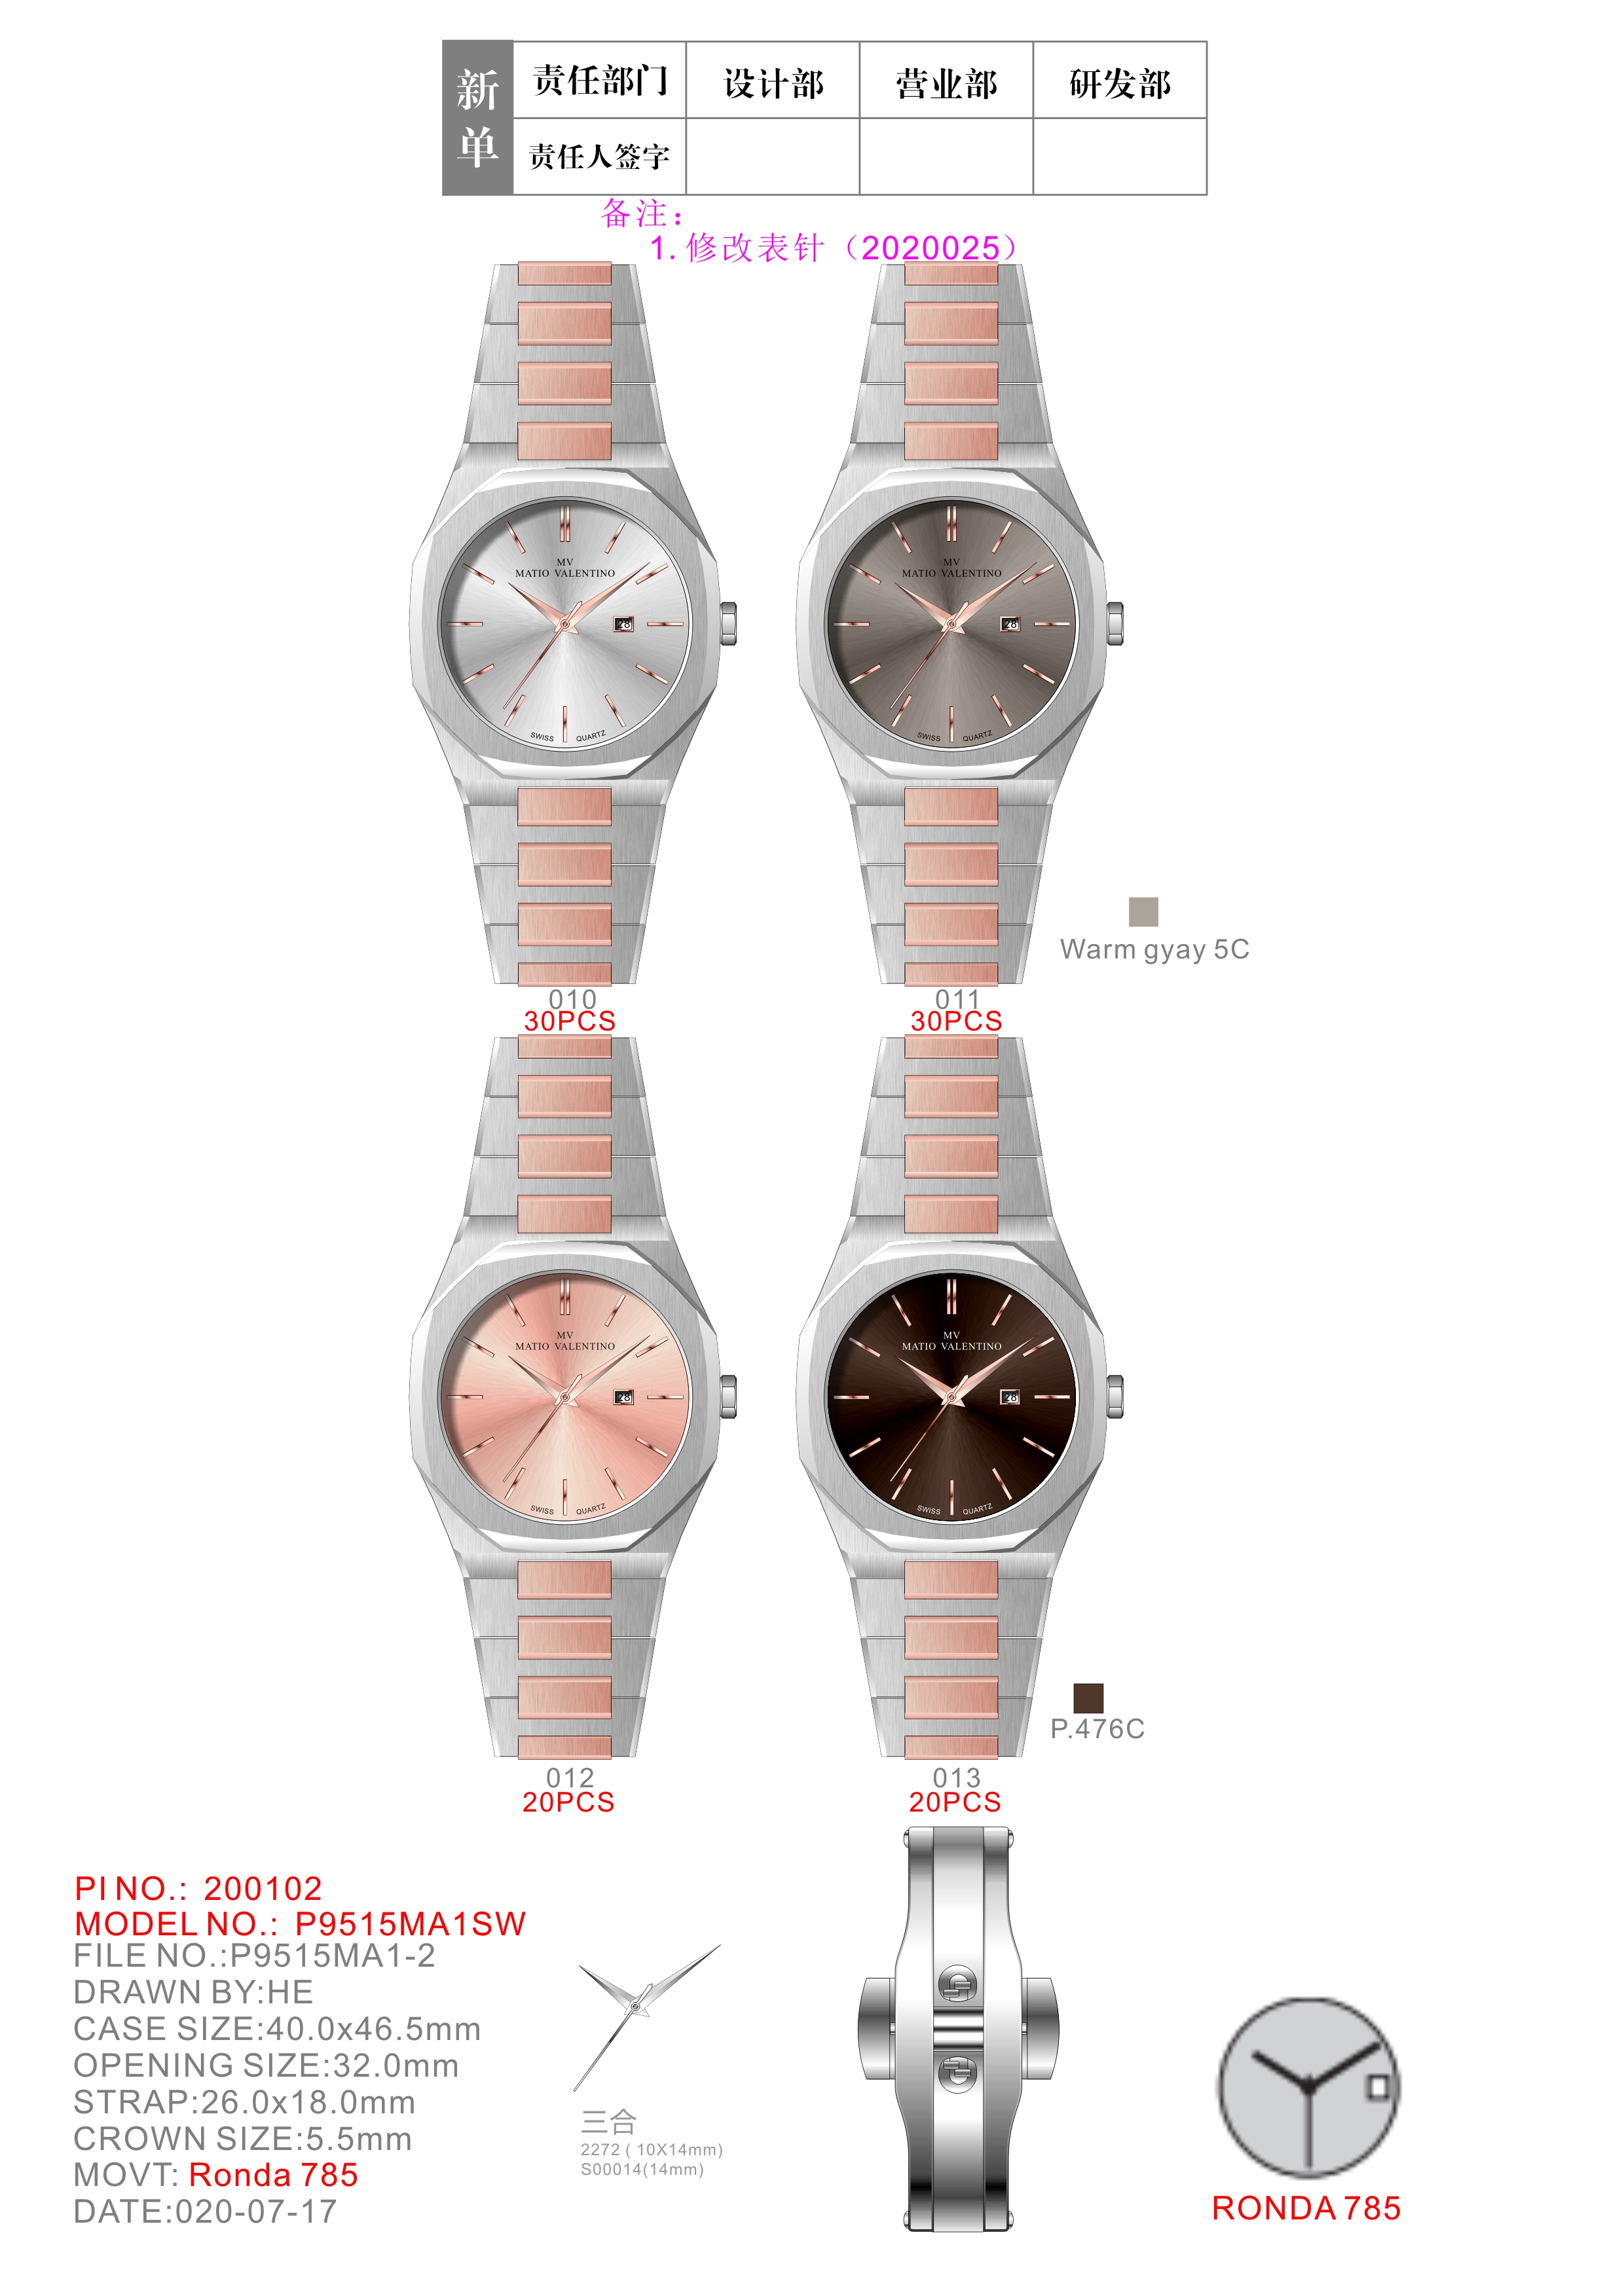 新单
责任部门 设计部 营业部 研发部
责任人签字
备注：
1.修改表针（2020025）
MV MV
MATIO VALENTINO MATIO VALENTINO
28 28
SWISS QUARTZ SWISS QUARTZ
Warm gyay 5C
010 011
30PCS 30PCS
MV MV
MATIO VALENTINO MATIO VALENTINO
28 28
SWISS QUARTZ SWISS QUARTZ
P.476C
012 013
20PCS 20PCS
PI NO.: 200102
MODEL NO.: P9515MA1SW
FILE NO.:P9515MA1-2
DRAWN BY:HE
CASE SIZE:40.0x46.5mm
OPENING SIZE:32.0mm
STRAP:26.0x18.0mm
CROWN SIZE:5.5mm
MOVT: Ronda 785
DATE:020-07-17
三合
2272 ( 10X14mm)
S00014(14mm)
RONDA 785